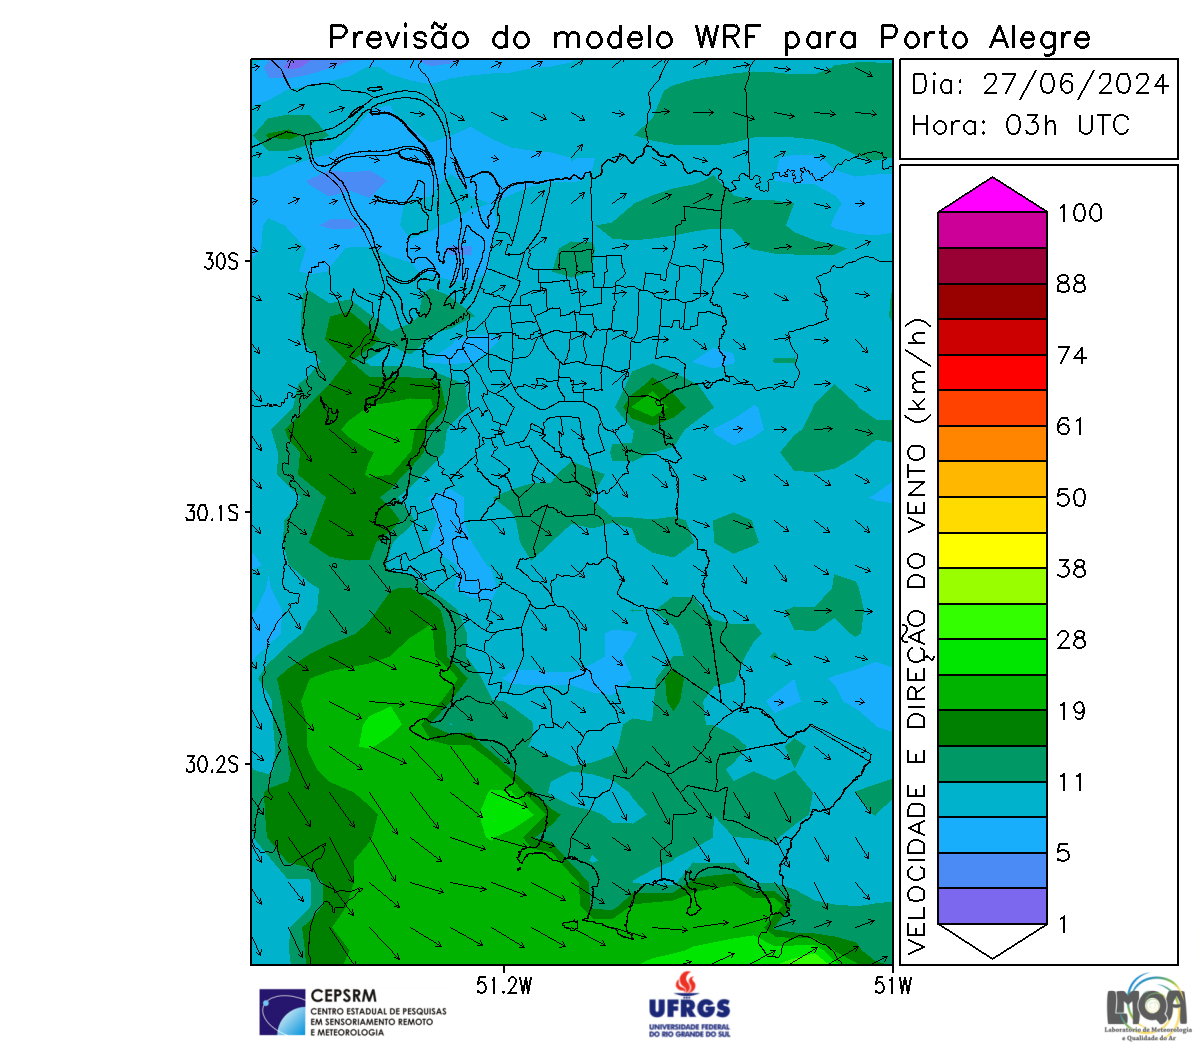 Previsão do modelo WRF para Porto Alegre
Dia: 27/06/2024
Hora: 03h UTC
VELOCIDADE E DIREÇÃO DO VENTO (km/h)
100
88
74
61
50
38
28
19
11
5
1
30S
30.1S
30.2S
51.2W
51W
CEPSRM
CENTRO ESTADUAL DE PESQUISAS
EM SENSORIAMENTO REMOTO
E METEOROLOGIA
UFRGS
UNIVERSIDADE FEDERAL
DO RIO GRANDE DO SUL
LMQA
Laboratório de Meteorologia
e Qualidade do Ar